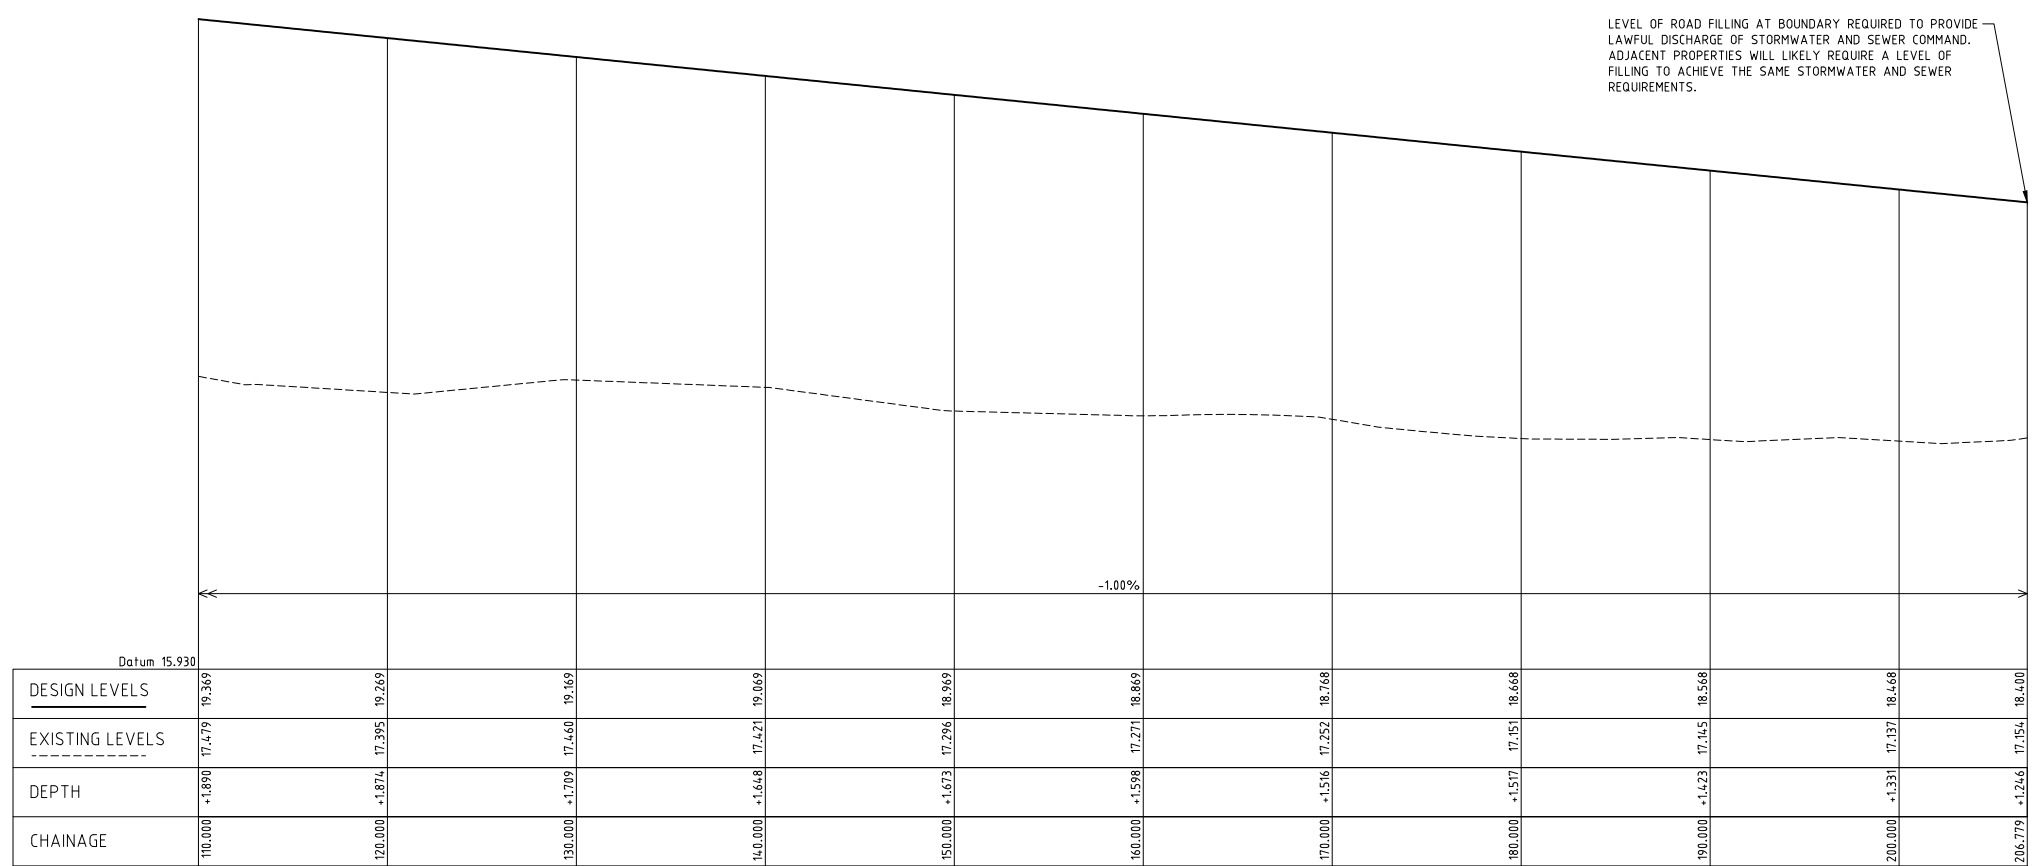 LEVEL OF ROAD FILLING AT BOUNDARY REQUIRED TO PROVIDE
LAWFUL DISCHARGE OF STORMWATER AND SEWER COMMAND.
ADJACENT PROPERTIES WILL LIKELY REQUIRE A LEVEL OF
FILLING TO ACHIEVE THE SAME STORMWATER AND SEWER
REQUIREMENTS.
-1.00%
Datum 15.930
DESIGN LEVELS 19.369 19.269 19.169 19.069 18.969 18.869 18.768 18.668 18.568 18.468 18.400
EXISTING LEVELS 17.479 17.395 17.460 17.421 17.296 17.271 17.252 17.151 17.145 17.137 17.154
DEPTH +1.890 +1.874 +1.709 +1.648 +1.673 +1.598 +1.516 +1.517 +1.423 +1.331 +1.246
CHAINAGE 110.000 120.000 130.000 140.000 150.000 160.000 170.000 180.000 190.000 200.000 206.779